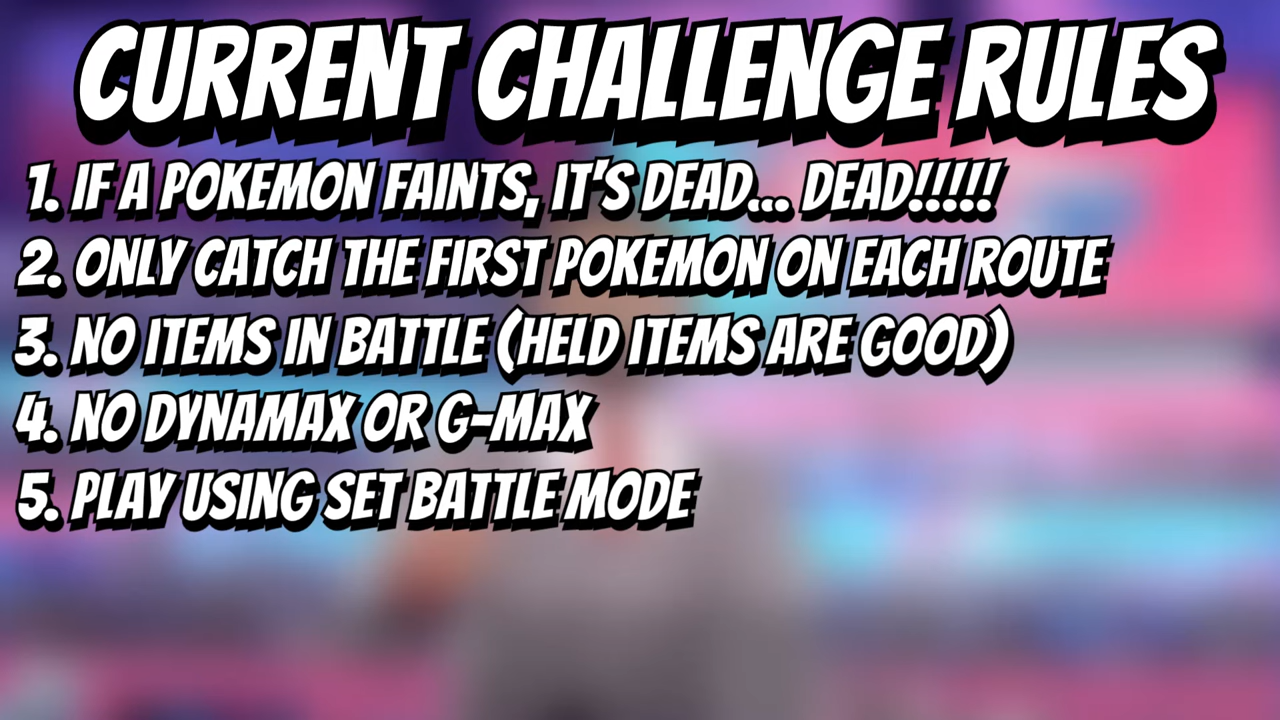 CURRENT CHALLENGE RULES
1. IF A POKEMON FAINTS, IT'S DEAD... DEAD!!!!!
2. ONLY CATCH THE FIRST POKEMON ON EACH ROUTE
3. NO ITEMS IN BATTLE (HELD ITEMS ARE GOOD)
4. NO DYNAMAX OR G-MAX
5. PLAY USING SET BATTLE MODE